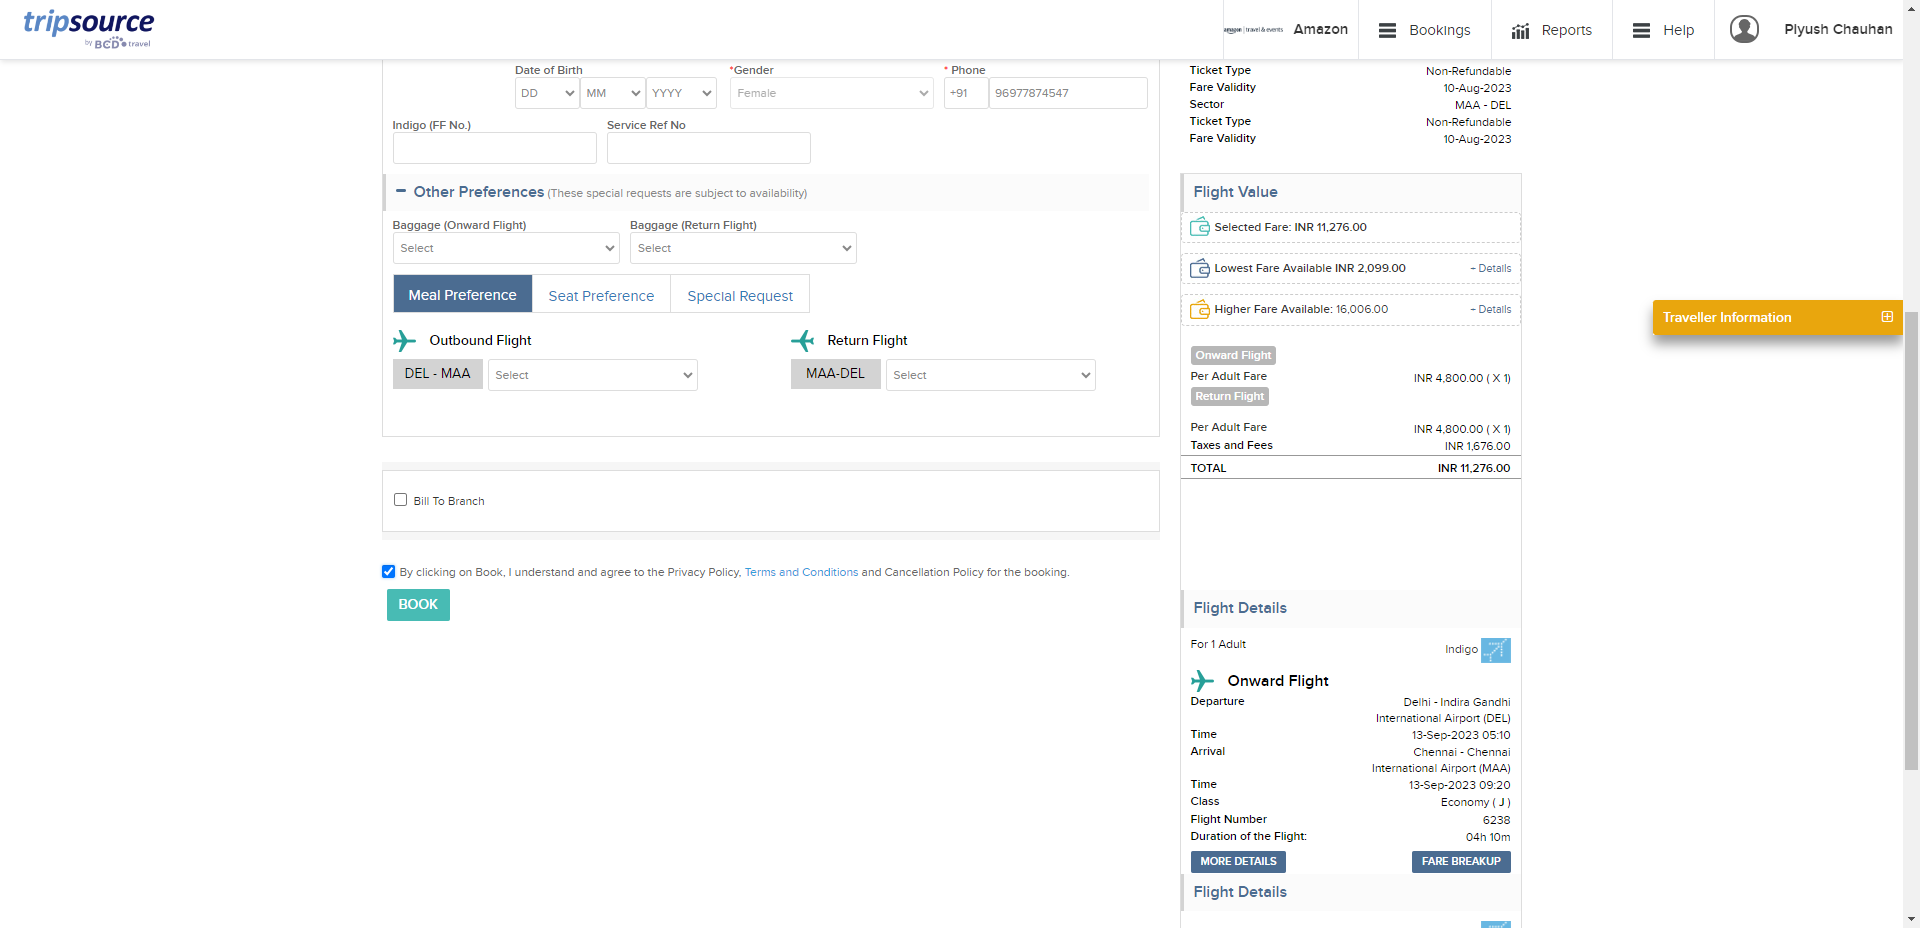 tripsource
by BCD travel
amazon | travel & events
Amazon
Bookings
Reports
Help
Piyush Chauhan
Date of Birth
*Gender
* Phone
DD
MM
YYYY
Female
+91
96977874547
Indigo (FF No.)
Service Ref No
Other Preferences (These special requests are subject to availability)
Baggage (Onward Flight)
Baggage (Return Flight)
Select
Select
Meal Preference
Seat Preference
Special Request
Outbound Flight
Return Flight
DEL - MAA
Select
MAA-DEL
Select
Bill To Branch
By clicking on Book, I understand and agree to the Privacy Policy, Terms and Conditions and Cancellation Policy for the booking.
BOOK
Ticket Type Non-Refundable
Fare Validity 10-Aug-2023
Sector MAA - DEL
Ticket Type Non-Refundable
Fare Validity 10-Aug-2023
Flight Value
Selected Fare: INR 11,276.00
Lowest Fare Available INR 2,099.00 + Details
Higher Fare Available: 16,006.00 + Details
Onward Flight
Per Adult Fare INR 4,800.00 ( X 1)
Return Flight
Per Adult Fare INR 4,800.00 ( X 1)
Taxes and Fees INR 1,676.00
TOTAL INR 11,276.00
Flight Details
For 1 Adult Indigo
Onward Flight
Departure Delhi - Indira Gandhi
International Airport (DEL)
Time 13-Sep-2023 05:10
Arrival Chennai - Chennai
International Airport (MAA)
Time 13-Sep-2023 09:20
Class Economy ( J )
Flight Number 6238
Duration of the Flight: 04h 10m
MORE DETAILS
FARE BREAKUP
Flight Details
Traveller Information